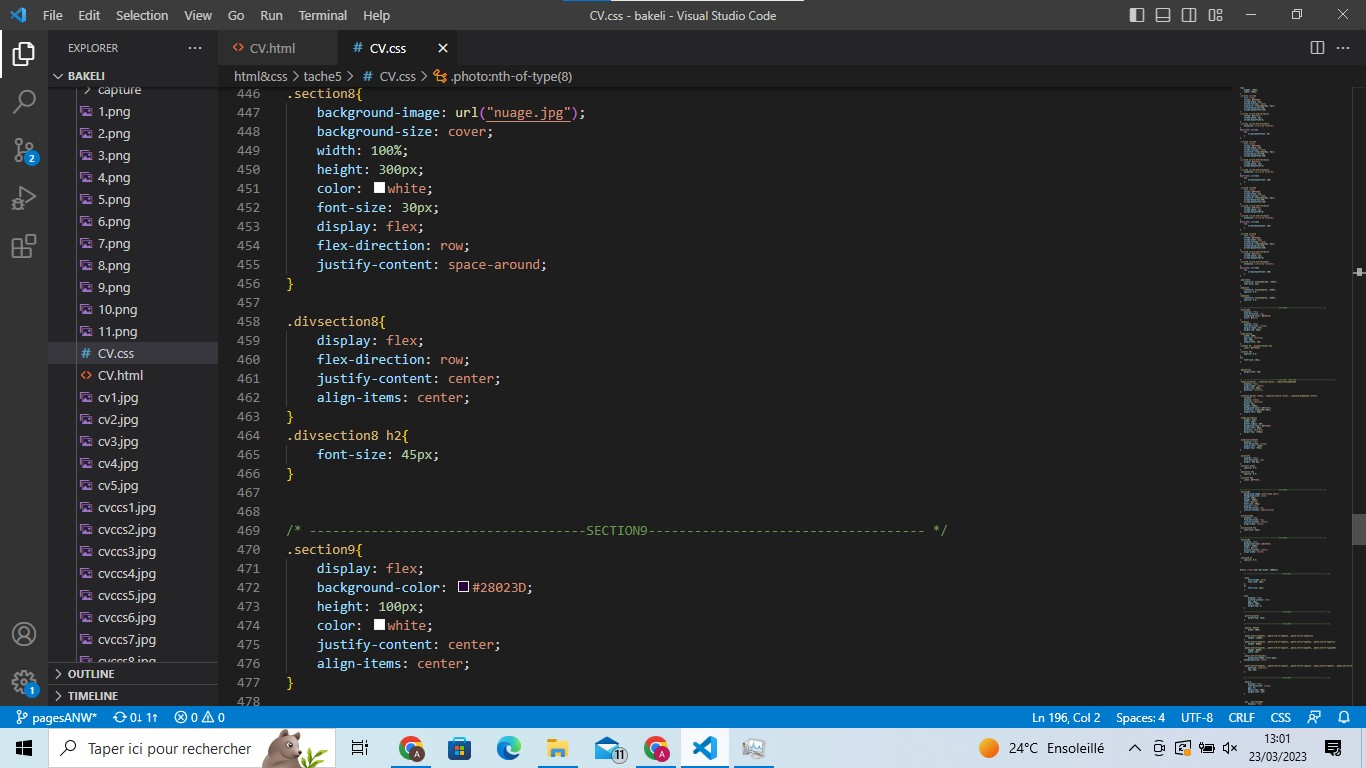 File Edit Selection View Go Run Terminal Help CV.css - bakeli - Visual Studio Code
EXPLORER
CV.html CV.css
BAKELI
html&css > tache5 > # CV.css > .photo:nth-of-type(8)
capture
1.png
2.png
3.png
4.png
5.png
6.png
7.png
8.png
9.png
10.png
11.png
# CV.css
<> CV.html
cv1.jpg
cv2.jpg
cv3.jpg
cv4.jpg
cv5.jpg
cvccs1.jpg
cvccs2.jpg
cvccs3.jpg
cvccs4.jpg
cvccs5.jpg
cvccs6.jpg
cvccs7.jpg
cvccs8.jpg
OUTLINE
TIMELINE
446 .section8{
447 background-image: url("nuage.jpg");
448 background-size: cover;
449 width: 100%;
450 height: 300px;
451 color: white;
452 font-size: 30px;
453 display: flex;
454 flex-direction: row;
455 justify-content: space-around;
456 }
457
458 .divsection8{
459 display: flex;
460 flex-direction: row;
461 justify-content: center;
462 align-items: center;
463 }
464 .divsection8 h2{
465 font-size: 45px;
466 }
467
468
469 /* ------------------------------------SECTION9------------------------------------ */
470 .section9{
471 display: flex;
472 background-color: #28023D;
473 height: 100px;
474 color: white;
475 justify-content: center;
476 align-items: center;
477 }
478
2
1
pagesANW* 0↓ 1↑ 0 0 Ln 196, Col 2 Spaces: 4 UTF-8 CRLF CSS
Taper ici pour rechercher
A
11
A
24°C Ensoleillé
13:01
23/03/2023